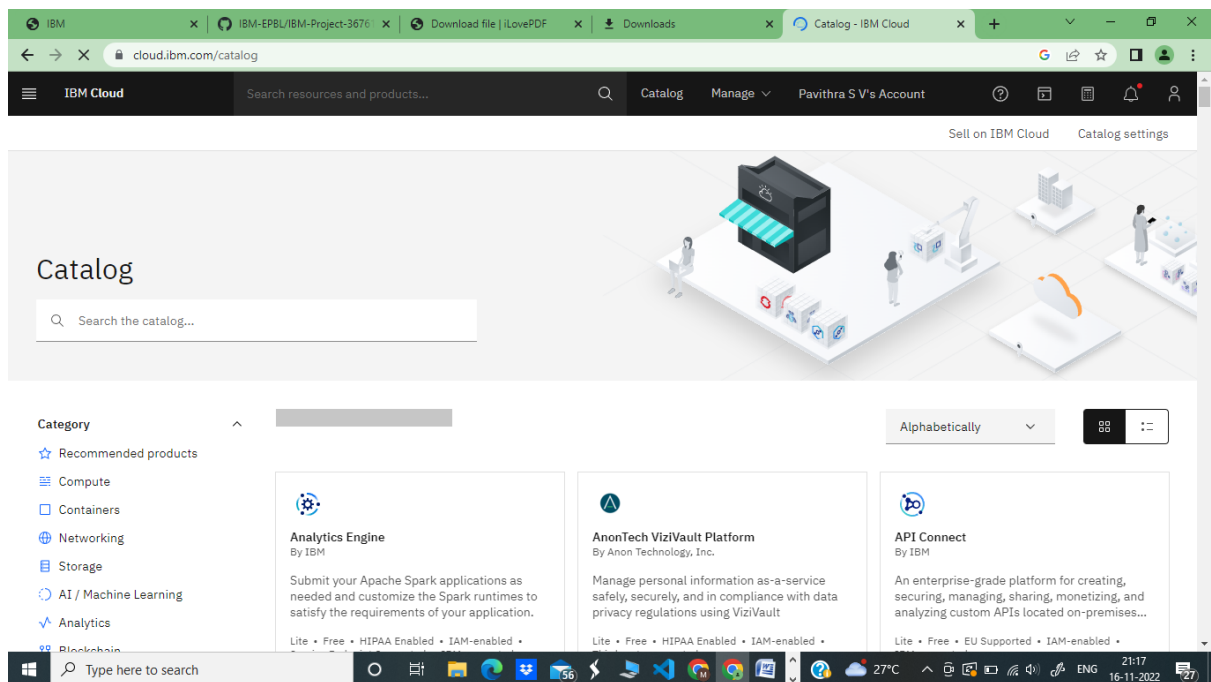 IBM
IBM-EPBL/IBM-Project-3676
Download file | iLovePDF
Downloads
Catalog - IBM Cloud
cloud.ibm.com/catalog
IBM Cloud
Search resources and products...
Catalog
Manage
Pavithra S V's Account
Sell on IBM Cloud
Catalog settings
Catalog
Search the catalog...
Category
Alphabetically
Recommended products
Compute
Containers
Networking
Storage
AI / Machine Learning
Analytics
Blockchain
Analytics Engine
By IBM
Submit your Apache Spark applications as
needed and customize the Spark runtimes to
satisfy the requirements of your application.
Lite • Free • HIPAA Enabled • IAM-enabled •
AnonTech ViziVault Platform
By Anon Technology, Inc.
Manage personal information as-a-service
safely, securely, and in compliance with data
privacy regulations using ViziVault
Lite • Free • HIPAA Enabled • IAM-enabled •
API Connect
By IBM
An enterprise-grade platform for creating,
securing, managing, sharing, monetizing, and
analyzing custom APIs located on-premises...
Lite • Free • EU Supported • IAM-enabled •
Type here to search
56
27°C
ENG
21:17
16-11-2022
27